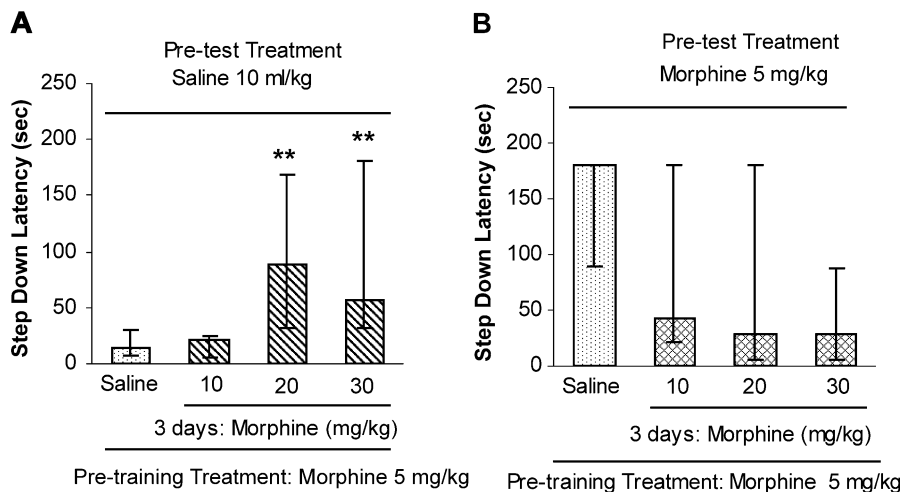 A
Pre-test Treatment
Saline 10 ml/kg
Step Down Latency (sec)
250
200
150
100
50
0
**
**
Saline
10
20
30
3 days: Morphine (mg/kg)
Pre-training Treatment: Morphine 5 mg/kg
B
Pre-test Treatment
Morphine 5 mg/kg
Step Down Latency (sec)
250
200
150
100
50
0
Saline
10
20
30
3 days: Morphine (mg/kg)
Pre-training Treatment: Morphine 5 mg/kg